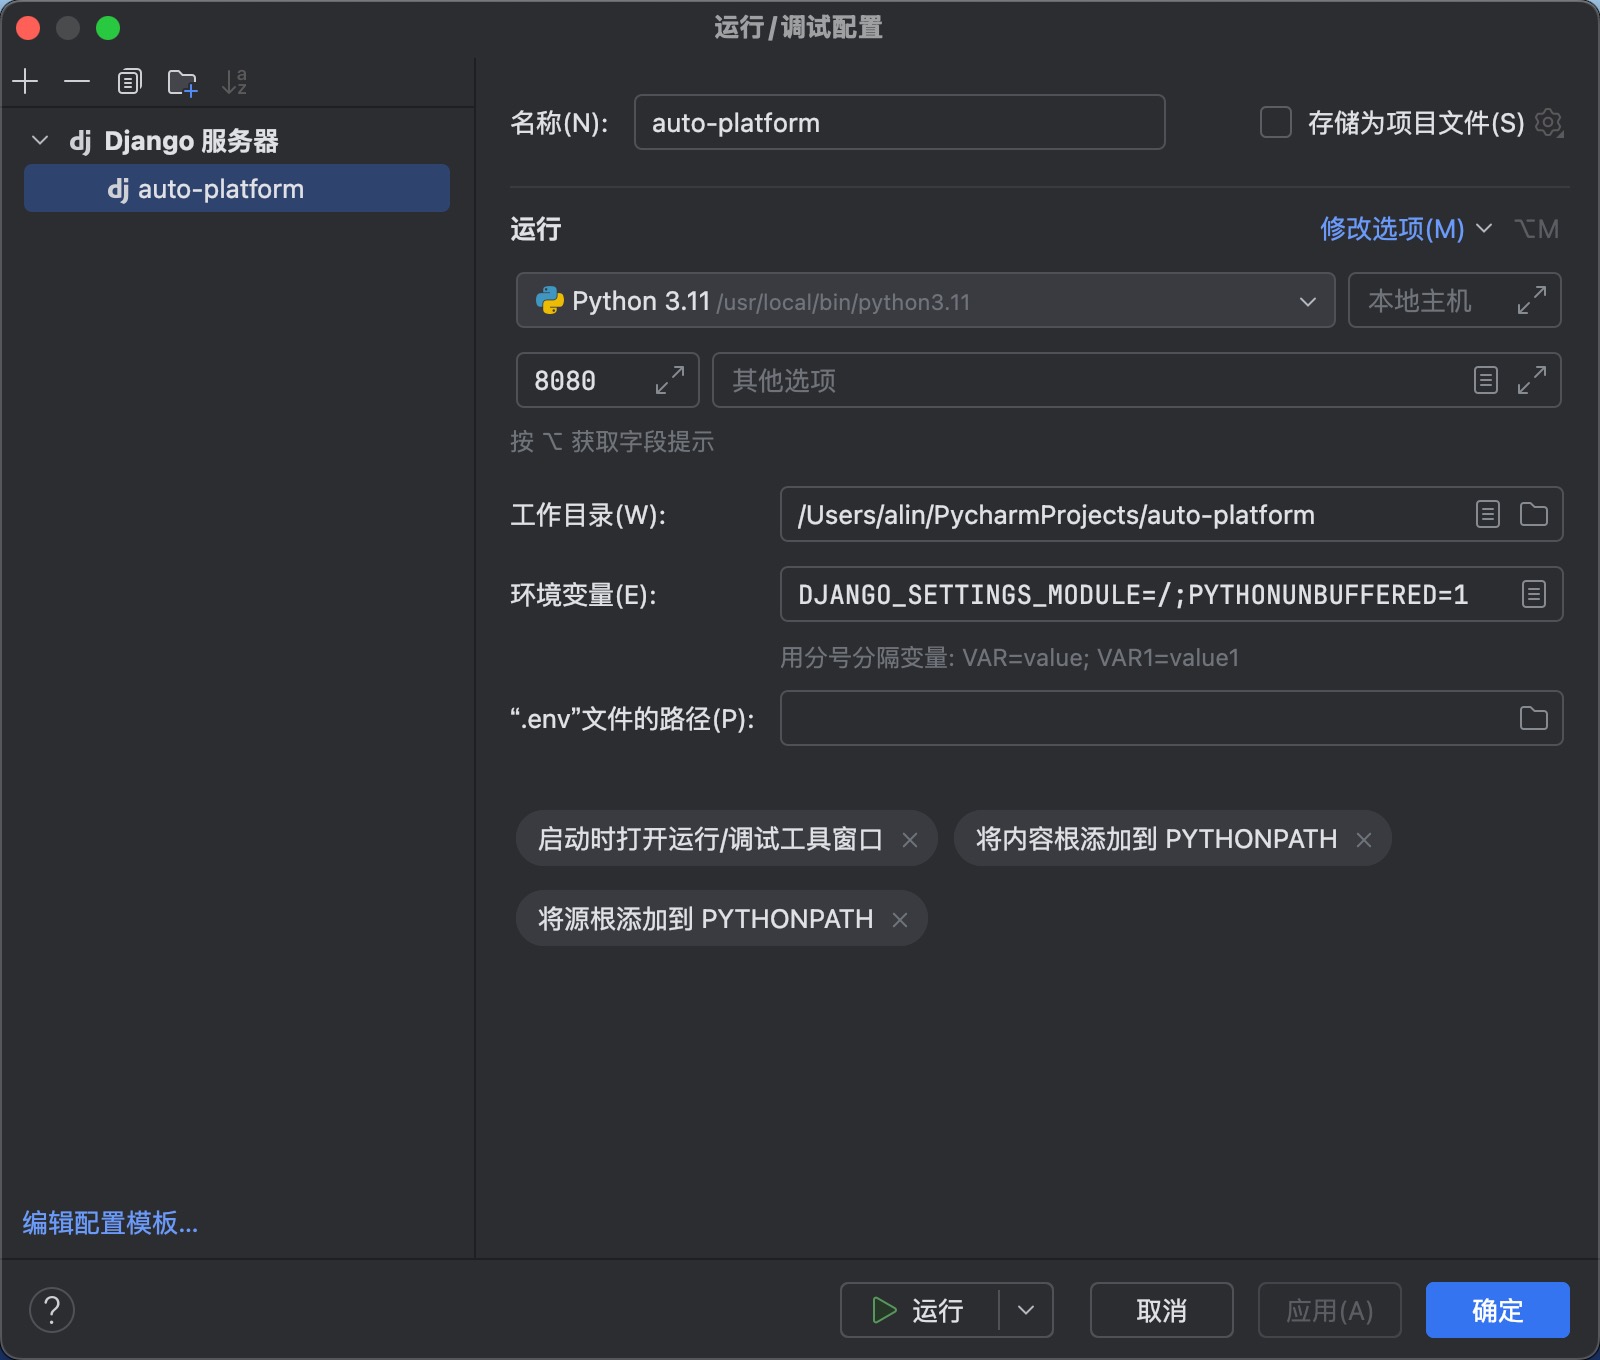 运行/调试配置
dj Django 服务器
dj auto-platform
编辑配置模板...
名称(N):
auto-platform
存储为项目文件(S)
运行
修改选项(M)
⌥M
Python 3.11 /usr/local/bin/python3.11
本地主机
8080
其他选项
按 ⌥ 获取字段提示
工作目录(W):
/Users/alin/PycharmProjects/auto-platform
环境变量(E):
DJANGO_SETTINGS_MODULE=/;PYTHONUNBUFFERED=1
用分号分隔变量: VAR=value; VAR1=value1
“.env”文件的路径(P):
启动时打开运行/调试工具窗口
将内容根添加到 PYTHONPATH
将源根添加到 PYTHONPATH
?
运行
取消
应用(A)
确定